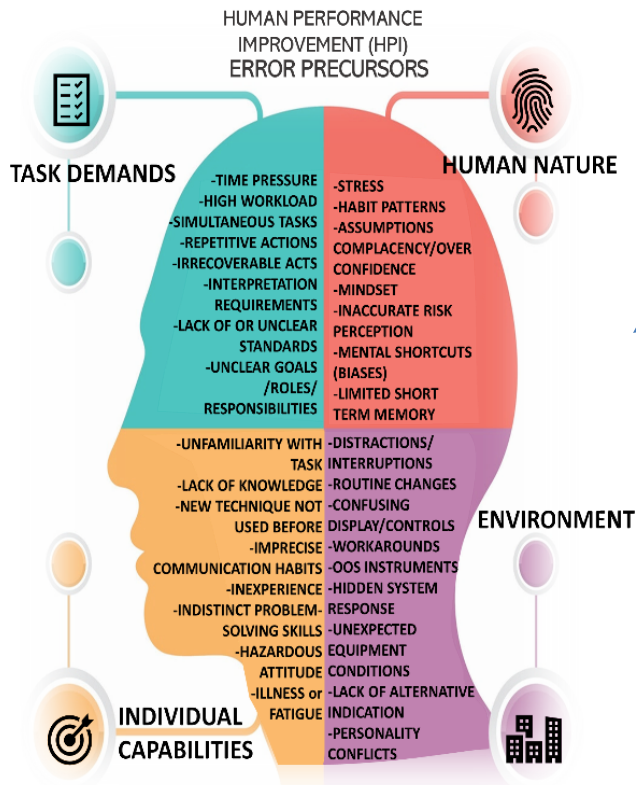 HUMAN PERFORMANCE
IMPROVEMENT (HPI)
ERROR PRECURSORS
TASK DEMANDS
-TIME PRESSURE
-HIGH WORKLOAD
-SIMULTANEOUS TASKS
-REPETITIVE ACTIONS
-IRRECOVERABLE ACTS
-INTERPRETATION
REQUIREMENTS
-LACK OF OR UNCLEAR
STANDARDS
-UNCLEAR GOALS
/ROLES/
RESPONSIBILITIES
HUMAN NATURE
-STRESS
-HABIT PATTERNS
-ASSUMPTIONS
COMPLACENCY/OVER
CONFIDENCE
-MINDSET
-INACCURATE RISK
PERCEPTION
-MENTAL SHORTCUTS
(BIASES)
-LIMITED SHORT
TERM MEMORY
-UNFAMILIARITY WITH
TASK
-LACK OF KNOWLEDGE
-NEW TECHNIQUE NOT
USED BEFORE
-IMPRECISE
COMMUNICATION HABITS
-INEXPERIENCE
-INDISTINCT PROBLEM-
SOLVING SKILLS
-HAZARDOUS
ATTITUDE
-ILLNESS or
FATIGUE
INDIVIDUAL
CAPABILITIES
-DISTRACTIONS/
INTERRUPTIONS
-ROUTINE CHANGES
-CONFUSING
DISPLAY/CONTROLS
-WORKAROUNDS
-OOS INSTRUMENTS
-HIDDEN SYSTEM
RESPONSE
-UNEXPECTED
EQUIPMENT
CONDITIONS
-LACK OF ALTERNATIVE
INDICATION
-PERSONALITY
CONFLICTS
ENVIRONMENT